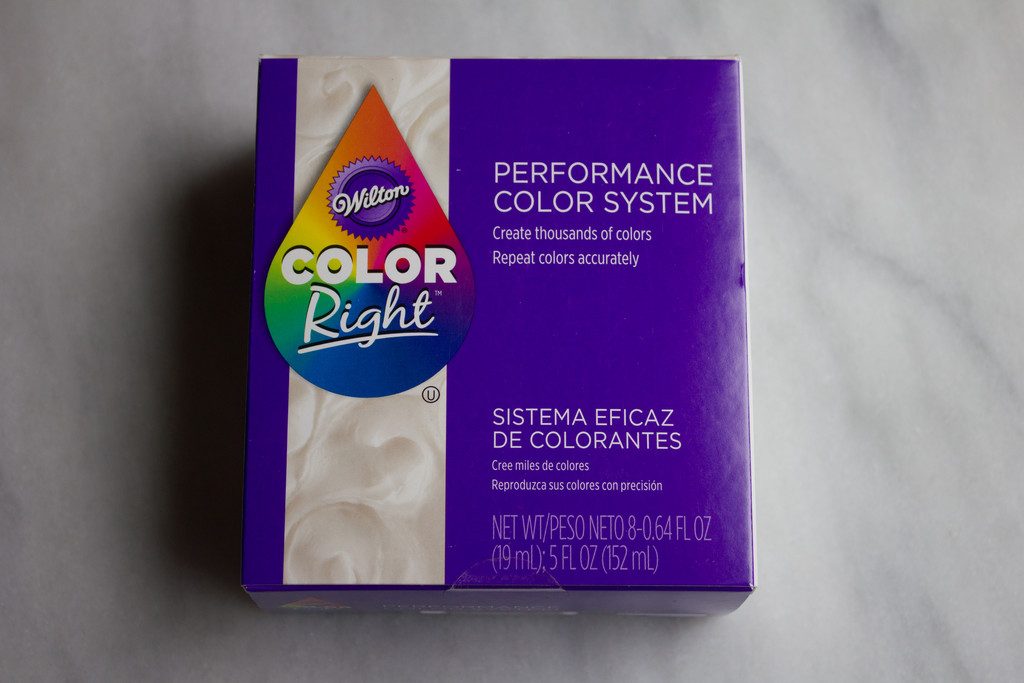 Wilton
COLOR
Right™
Ⓤ
PERFORMANCE
COLOR SYSTEM
Create thousands of colors
Repeat colors accurately
SISTEMA EFICAZ
DE COLORANTES
Cree miles de colores
Reproduzca sus colores con precisión
NET WT/PESO NETO 8-0.64 FL OZ
(19 mL); 5 FL OZ (152 mL)